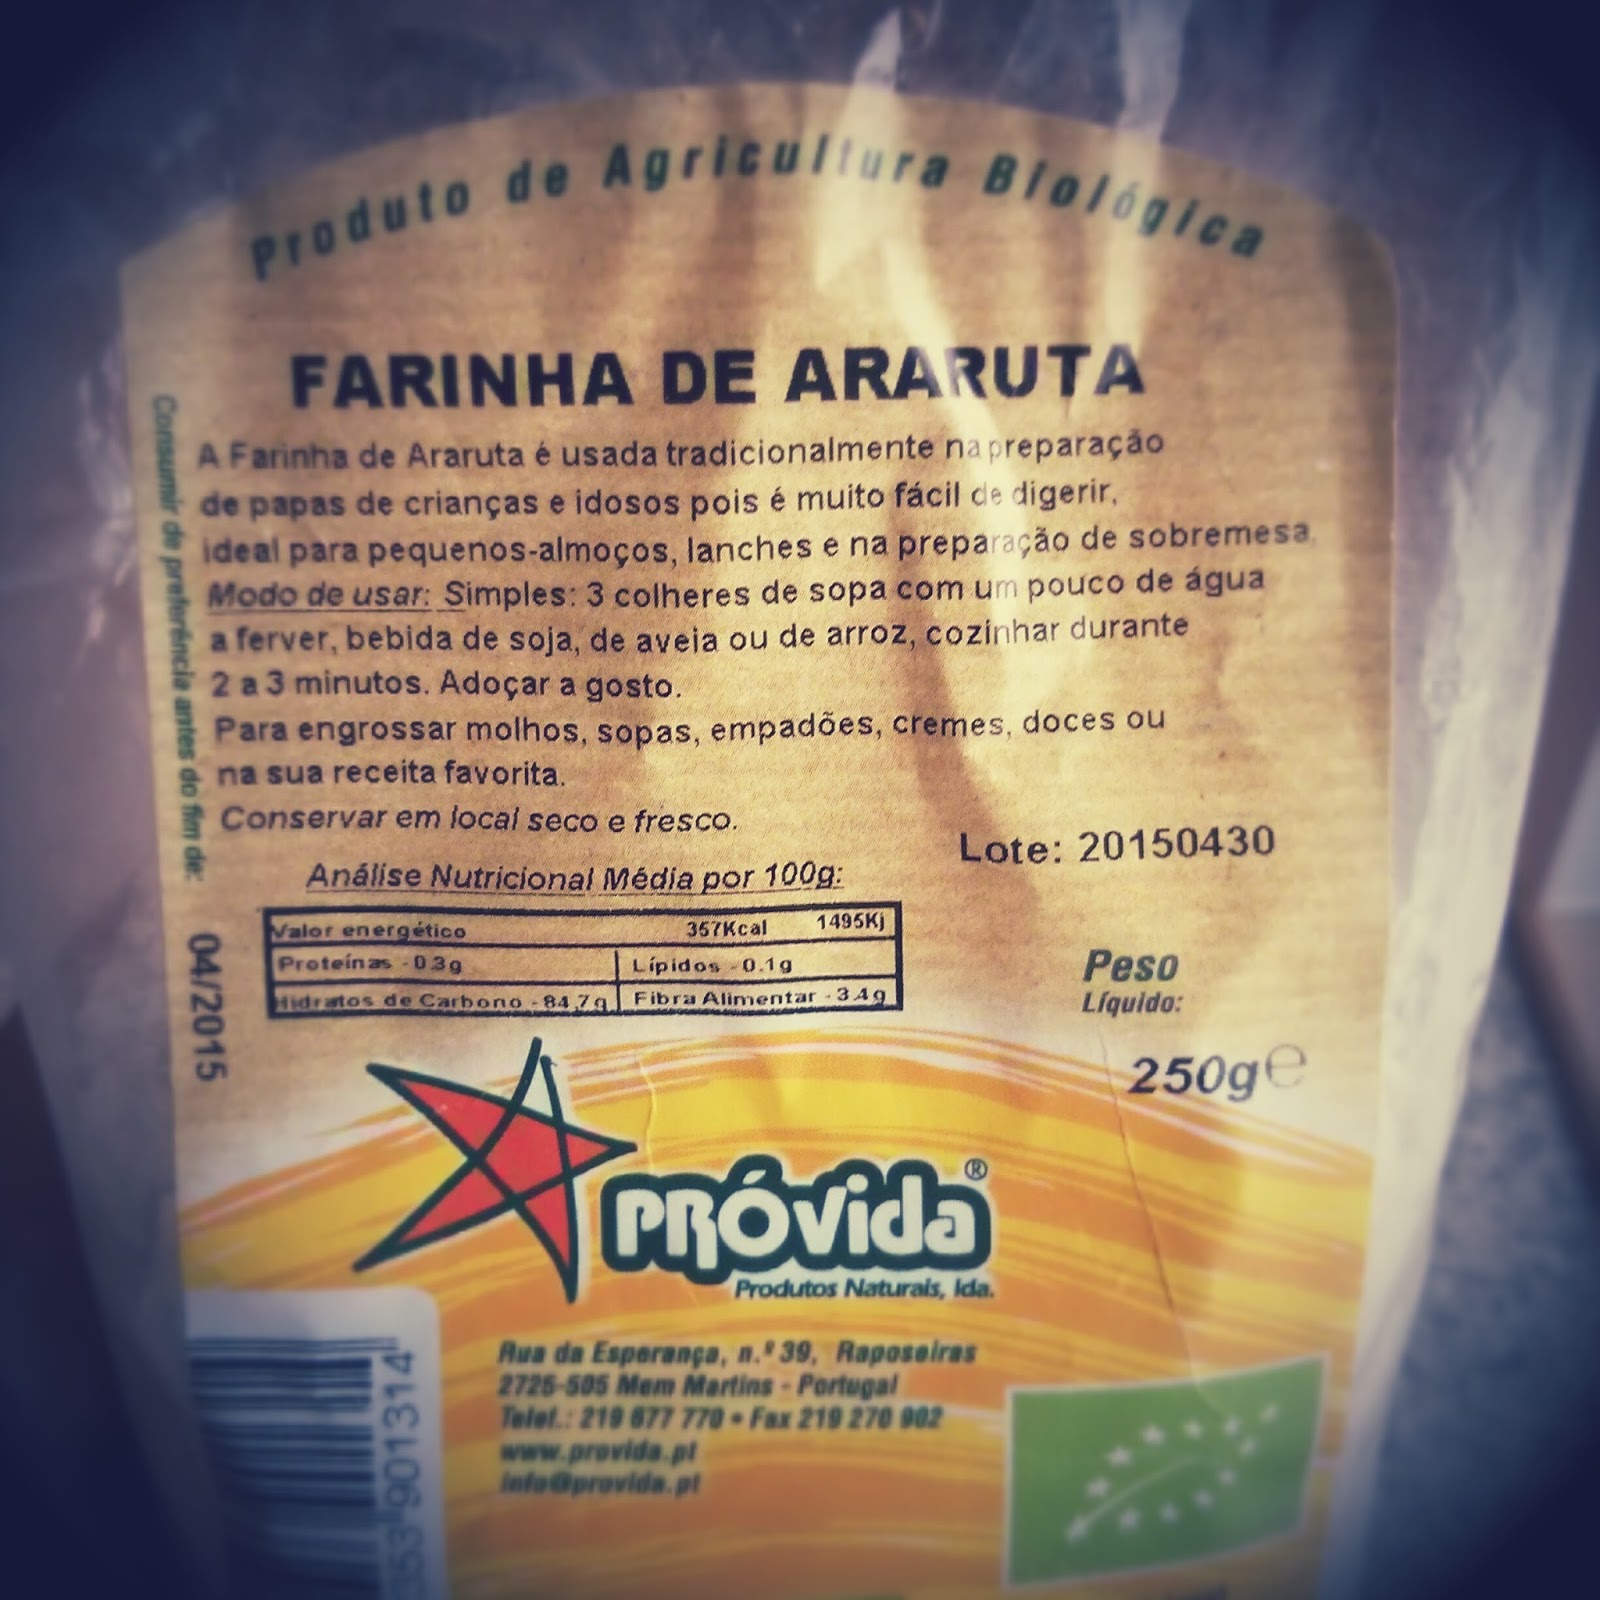 Produto de Agricultura Biológica
FARINHA DE ARARUTA
A Farinha de Araruta é usada tradicionalmente na preparação
de papas de crianças e idosos pois é muito fácil de digerir,
ideal para pequenos-almoços, lanches e na preparação de sobremesa.
Modo de usar: Simples: 3 colheres de sopa com um pouco de água
a ferver, bebida de soja, de aveia ou de arroz, cozinhar durante
2 a 3 minutos. Adoçar a gosto.
Para engrossar molhos, sopas, empadões, cremes, doces ou
na sua receita favorita.
Conservar em local seco e fresco.
Consumir de preferência antes do fim de: 04/2015
Lote: 20150430
Análise Nutricional Média por 100g:
Valor energético 357Kcal 1495Kj
Proteínas - 0.3g Lípidos - 0.1g
Hidratos de Carbono - 84,7g Fibra Alimentar - 3.4g
Peso
Líquido:
250g℮
PRÓVida®
Produtos Naturais, lda.
Rua da Esperança, n.º 39, Raposeiras
2725-505 Mem Martins - Portugal
Telef.: 219 677 770 • Fax 219 270 902
www.provida.pt
info@provida.pt
353 901314